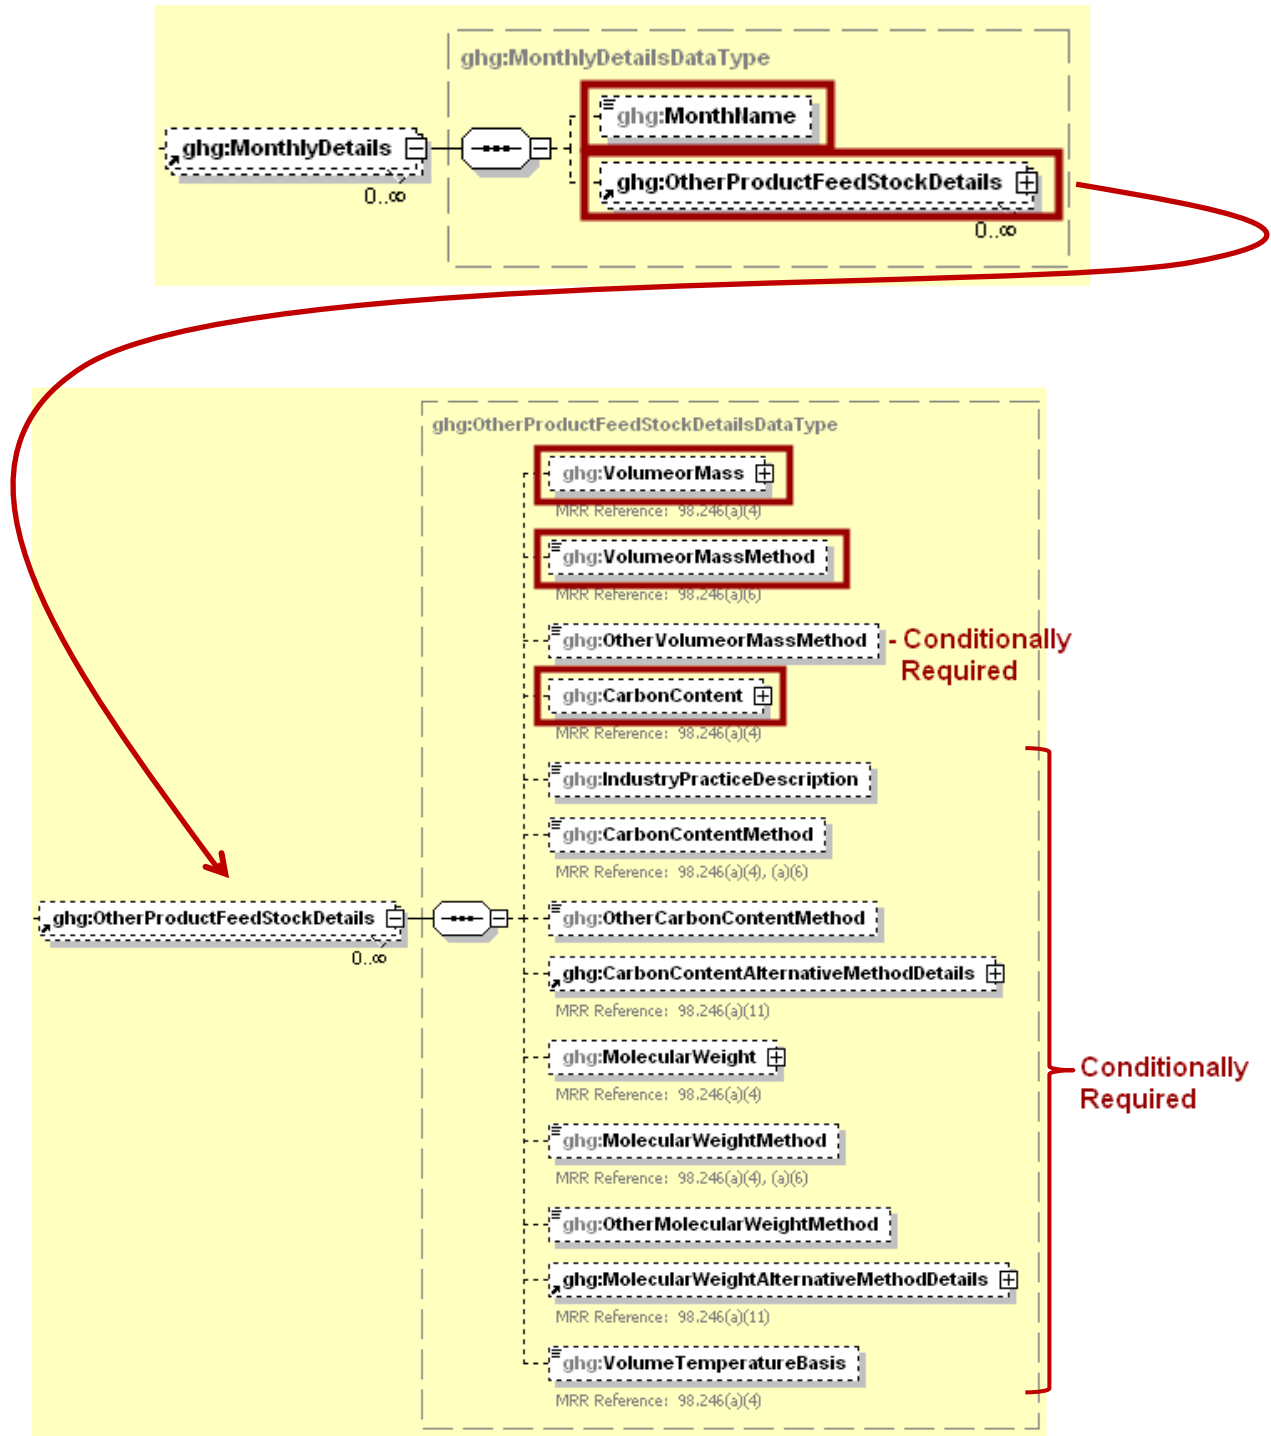 ghg:MonthlyDetailsDataType
ghg:MonthName
ghg:MonthlyDetails
0..∞
ghg:OtherProductFeedStockDetails
0..∞
ghg:OtherProductFeedStockDetailsDataType
ghg:VolumeorMass
MRR Reference: 98.246(a)(4)
ghg:VolumeorMassMethod
MRR Reference: 98.246(a)(6)
ghg:OtherVolumeorMassMethod
- Conditionally
Required
ghg:CarbonContent
MRR Reference: 98.246(a)(4)
ghg:IndustryPracticeDescription
ghg:CarbonContentMethod
MRR Reference: 98.246(a)(4), (a)(6)
ghg:OtherProductFeedStockDetails
0..∞
ghg:OtherCarbonContentMethod
ghg:CarbonContentAlternativeMethodDetails
MRR Reference: 98.246(a)(11)
ghg:MolecularWeight
MRR Reference: 98.246(a)(4)
Conditionally
Required
ghg:MolecularWeightMethod
MRR Reference: 98.246(a)(4), (a)(6)
ghg:OtherMolecularWeightMethod
ghg:MolecularWeightAlternativeMethodDetails
MRR Reference: 98.246(a)(11)
ghg:VolumeTemperatureBasis
MRR Reference: 98.246(a)(4)